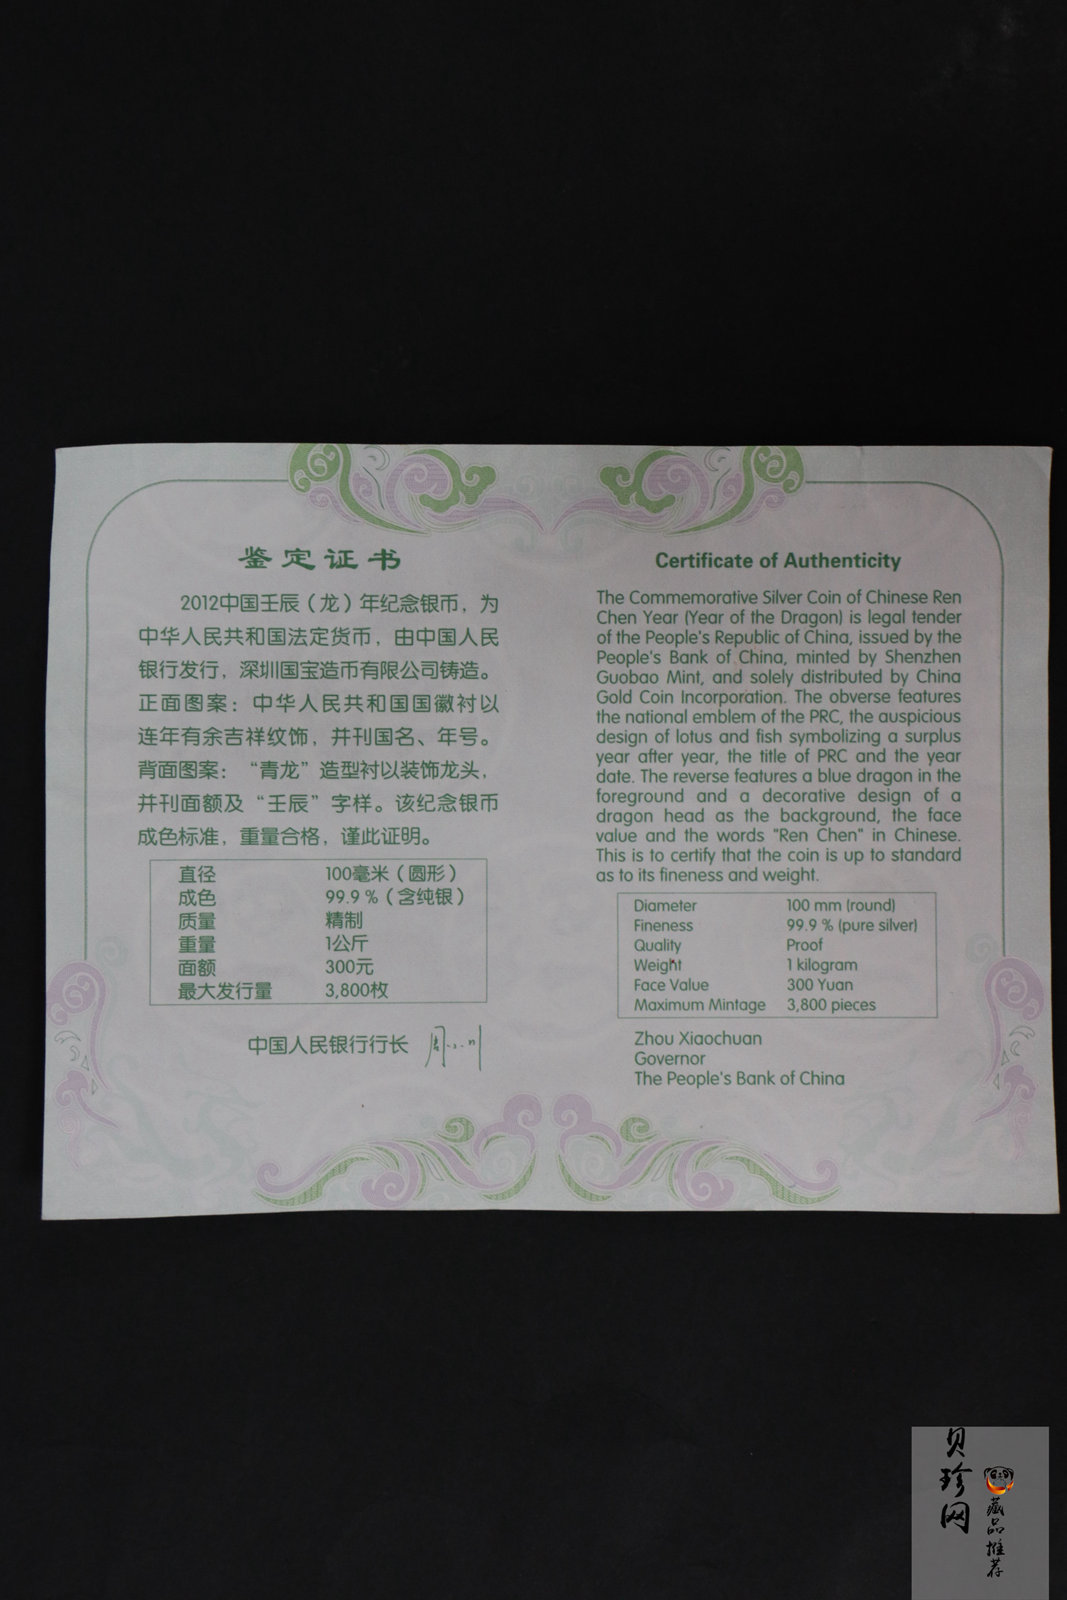 鉴定证书
2012中国壬辰（龙）年纪念银币，为
中华人民共和国法定货币，由中国人民
银行发行，深圳国宝造币有限公司铸造。
正面图案：中华人民共和国国徽衬以
连年有余吉祥纹饰，并刊国名、年号。
背面图案：“青龙”造型衬以装饰龙头，
并刊面额及“壬辰”字样。该纪念银币
成色标准，重量合格，谨此证明。
直径 100毫米（圆形）
成色 99.9 %（含纯银）
质量 精制
重量 1公斤
面额 300元
最大发行量 3,800枚
中国人民银行行长
Certificate of Authenticity
The Commemorative Silver Coin of Chinese Ren
Chen Year (Year of the Dragon) is legal tender
of the People's Republic of China, issued by the
People's Bank of China, minted by Shenzhen
Guobao Mint, and solely distributed by China
Gold Coin Incorporation. The obverse features
the national emblem of the PRC, the auspicious
design of lotus and fish symbolizing a surplus
year after year, the title of PRC and the year
date. The reverse features a blue dragon in the
foreground and a decorative design of a
dragon head as the background, the face
value and the words "Ren Chen" in Chinese.
This is to certify that the coin is up to standard
as to its fineness and weight.
Diameter 100 mm (round)
Fineness 99.9 % (pure silver)
Quality Proof
Weight 1 kilogram
Face Value 300 Yuan
Maximum Mintage 3,800 pieces
Zhou Xiaochuan
Governor
The People's Bank of China
贝珍网
藏品推荐